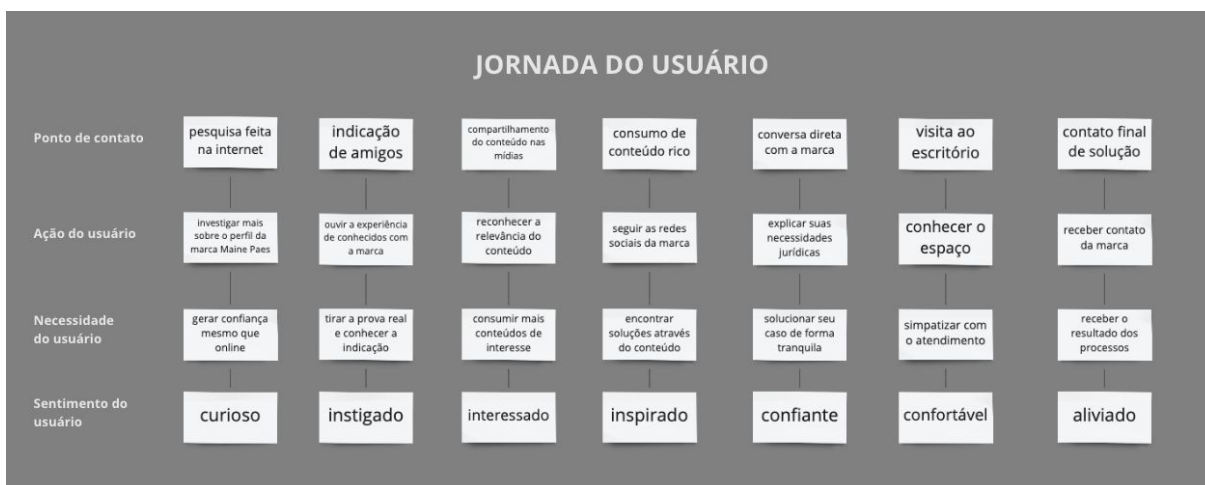 JORNADA DO USUÁRIO
Ponto de contato
pesquisa feita
na internet
indicação
de amigos
compartilhamento
do conteúdo nas
mídias
consumo de
conteúdo rico
conversa direta
com a marca
visita ao
escritório
contato final
de solução
Ação do usuário
investigar mais
sobre o perfil da
marca Maine Paes
ouvir a experiência
de conhecidos com
a marca
reconhecer a
relevância do
conteúdo
seguir as redes
sociais da marca
explicar suas
necessidades
jurídicas
conhecer o
espaço
receber contato
da marca
Necessidade
do usuário
gerar confiança
mesmo que
online
tirar a prova real
e conhecer a
indicação
consumir mais
conteúdos de
interesse
encontrar
soluções através
do conteúdo
solucionar seu
caso de forma
tranquila
simpatizar com
o atendimento
receber o
resultado dos
processos
Sentimento do
usuário
curioso
instigado
interessado
inspirado
confiante
confortável
aliviado